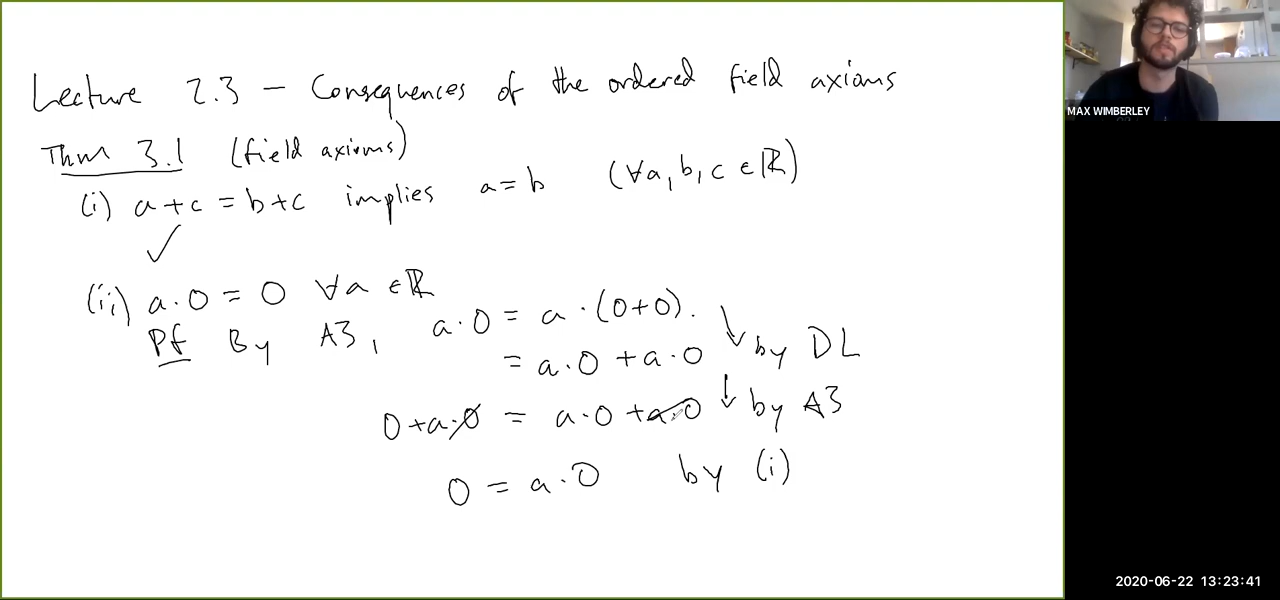 Lecture 2.3 – Consequences of the ordered field axioms
Thm 3.1 (field axioms)
(i) a+c = b+c implies a=b (∀a,b,c ∈ℝ)
✓
(ii) a·0 = 0 ∀a ∈ℝ
Pf By A3, a·0 = a·(0+0).
= a·0 + a·0 ↓ by DL
0+a·0 = a·0 + a·0 ↓ by A3
0 = a·0 by (i)
MAX WIMBERLEY
2020-06-22 13:23:41